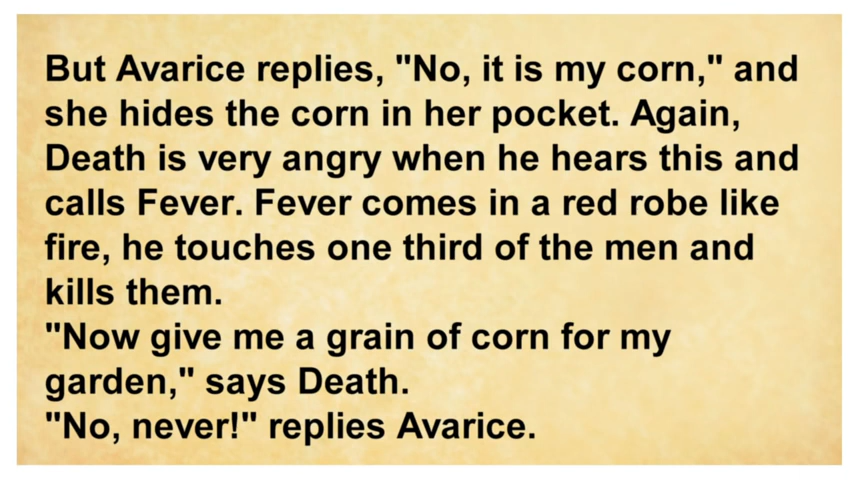 But Avarice replies, "No, it is my corn," and
she hides the corn in her pocket. Again,
Death is very angry when he hears this and
calls Fever. Fever comes in a red robe like
fire, he touches one third of the men and
kills them.
"Now give me a grain of corn for my
garden," says Death.
"No, never!" replies Avarice.